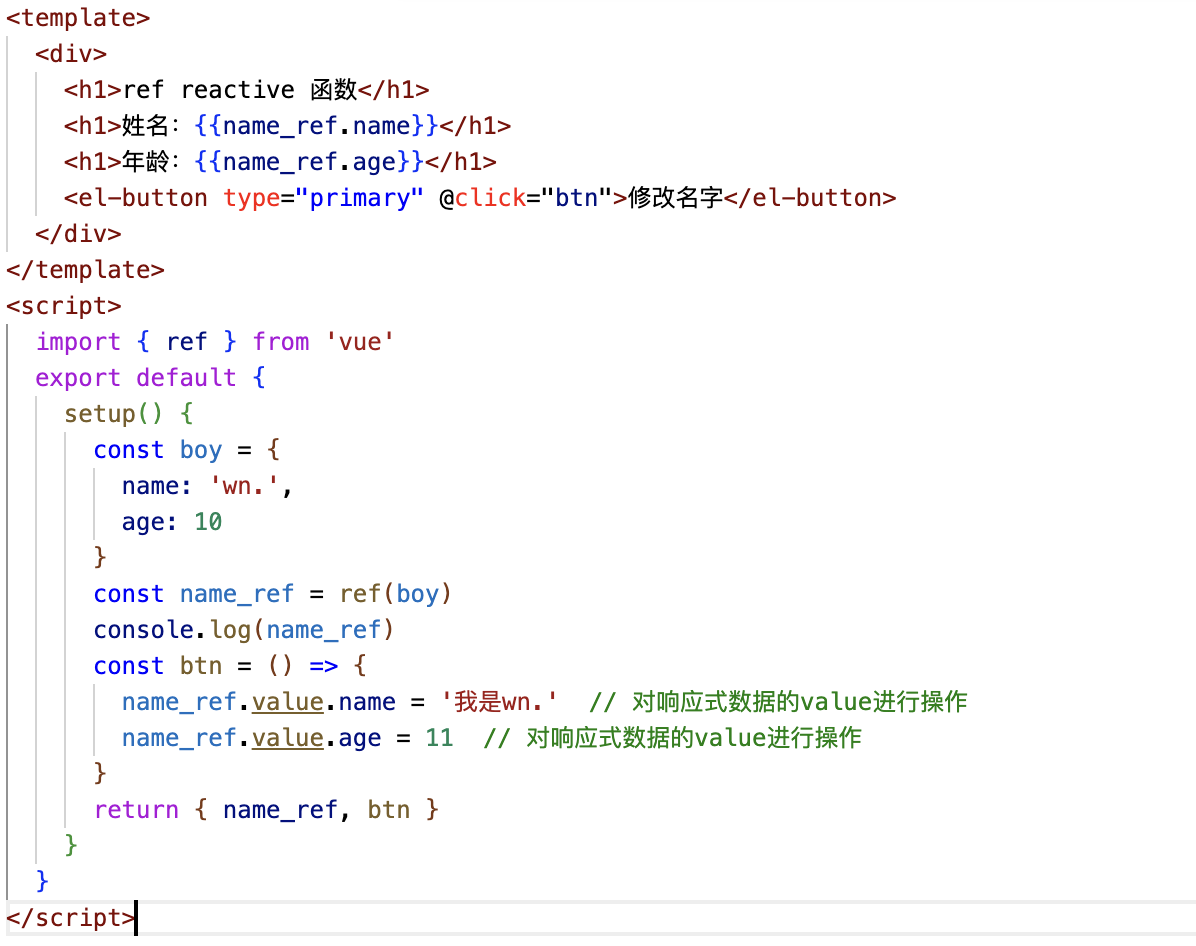 <template>
  <div>
    <h1>ref reactive 函数</h1>
    <h1>姓名：{{name_ref.name}}</h1>
    <h1>年龄：{{name_ref.age}}</h1>
    <el-button type="primary" @click="btn">修改名字</el-button>
  </div>
</template>
<script>
  import { ref } from 'vue'
  export default {
    setup() {
      const boy = {
        name: 'wn.',
        age: 10
      }
      const name_ref = ref(boy)
      console.log(name_ref)
      const btn = () => {
        name_ref.value.name = '我是wn.'  // 对响应式数据的value进行操作
        name_ref.value.age = 11  // 对响应式数据的value进行操作
      }
      return { name_ref, btn }
    }
  }
</script>